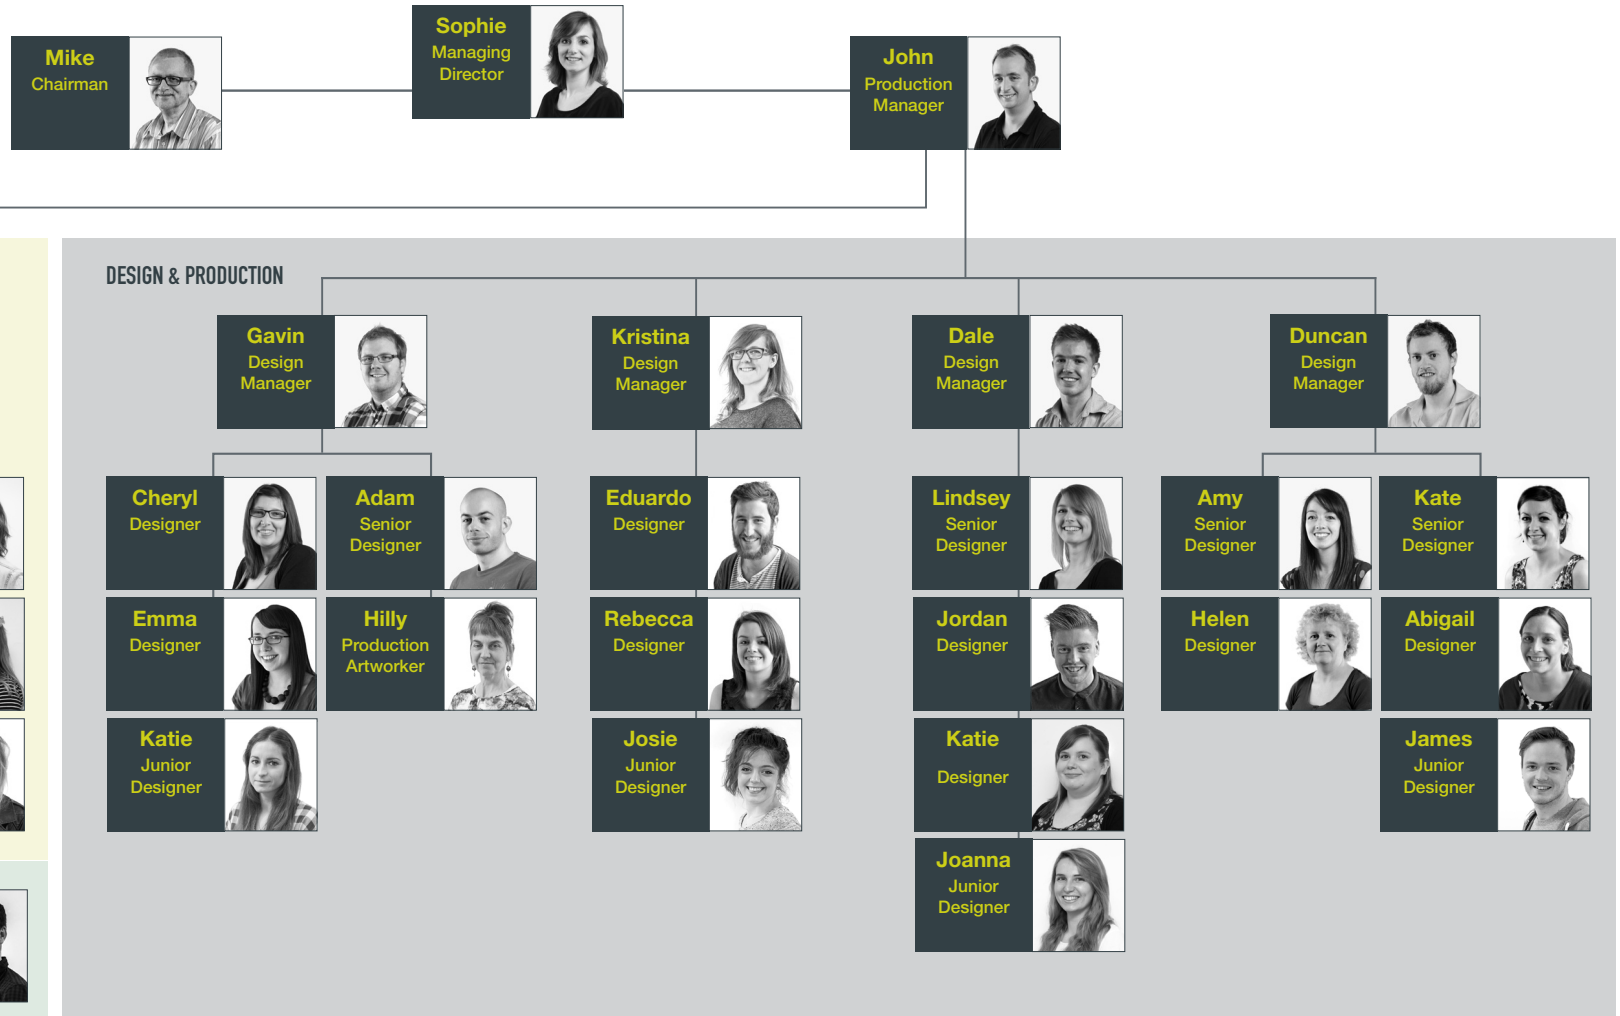 Mike
Chairman
Sophie
Managing
Director
John
Production
Manager
DESIGN & PRODUCTION
Gavin
Design
Manager
Kristina
Design
Manager
Dale
Design
Manager
Duncan
Design
Manager
Cheryl
Designer
Adam
Senior
Designer
Eduardo
Designer
Lindsey
Senior
Designer
Amy
Senior
Designer
Kate
Senior
Designer
Emma
Designer
Hilly
Production
Artworker
Rebecca
Designer
Jordan
Designer
Helen
Designer
Abigail
Designer
Katie
Junior
Designer
Josie
Junior
Designer
Katie
Designer
James
Junior
Designer
Joanna
Junior
Designer